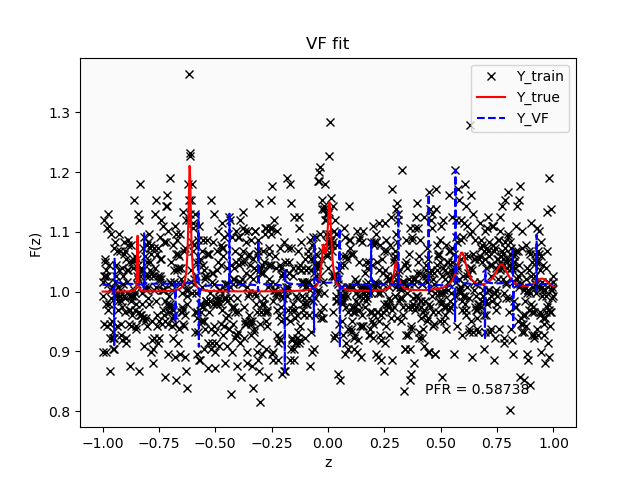 VF fit
Y_train
Y_true
Y_VF
1.3
1.2
1.1
1.0
0.9
0.8
F(z)
PFR = 0.58738
−1.00 −0.75 −0.50 −0.25 0.00 0.25 0.50 0.75 1.00
z